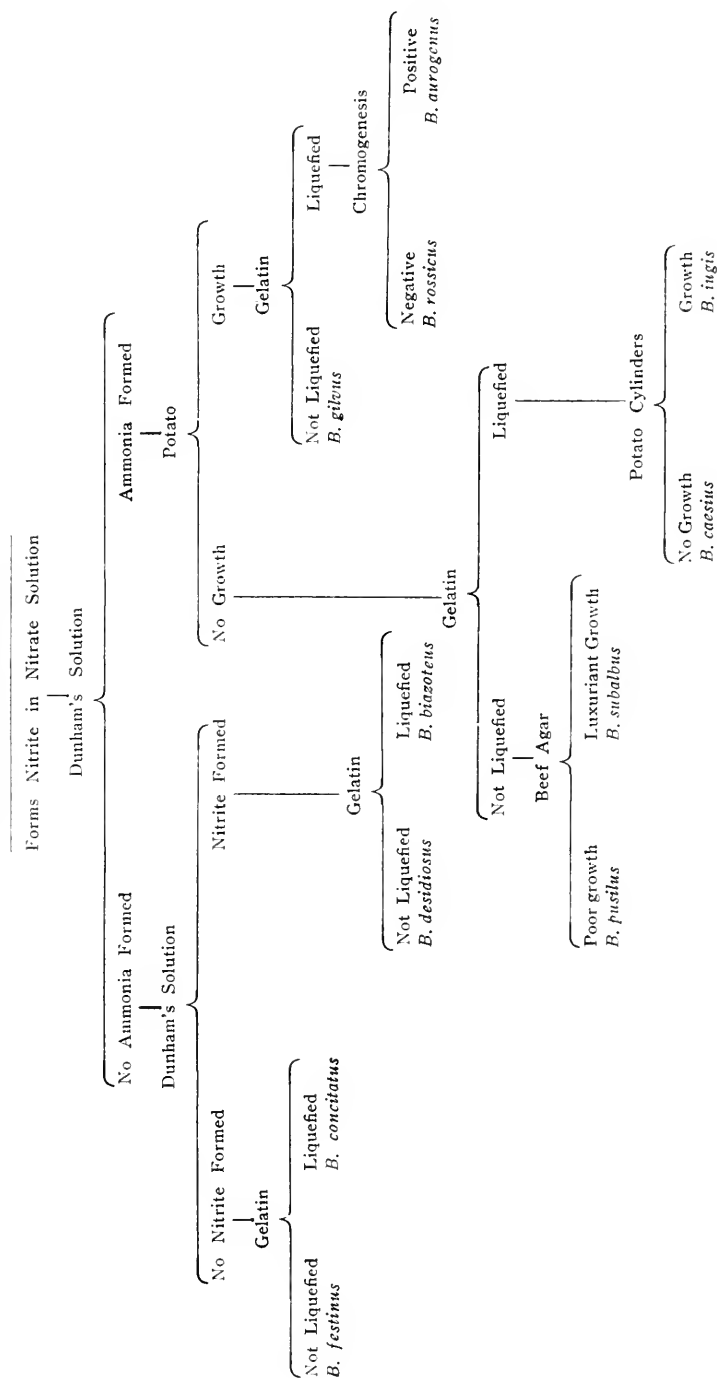 Forms Nitrite in Nitrate Solution
Dunham's Solution
No Ammonia Formed
Dunham's Solution
No Nitrite Formed
Gelatin
Not Liquefied
B. festinus
Liquefied
B. concitatus
Nitrite Formed
Gelatin
Not Liquefied
B. desidiosus
Liquefied
B. biazoteus
Ammonia Formed
Potato
No Growth
Gelatin
Not Liquefied
Beef Agar
Poor growth
B. pusilus
Luxuriant Growth
B. subalbus
Liquefied
Potato Cylinders
No Growth
B. caesius
Growth
B. iugis
Growth
Gelatin
Not Liquefied
B. gilvus
Liquefied
Chromogenesis
Negative
B. rossicus
Positive
B. aurogenus